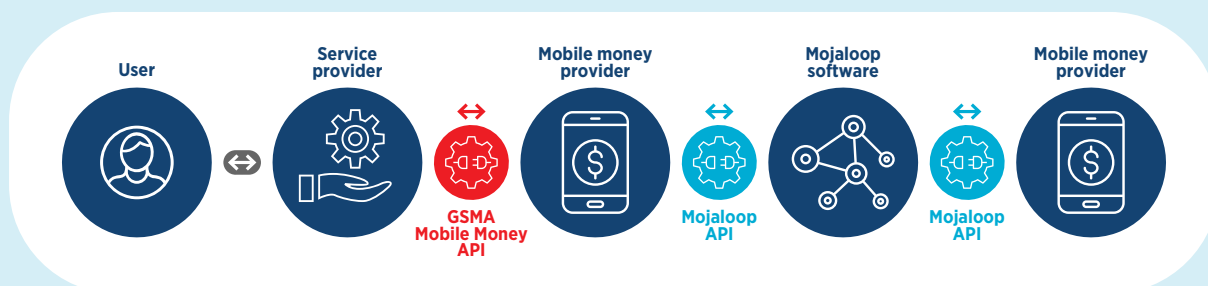 User
Service
provider
Mobile money
provider
Mojaloop
software
Mobile money
provider
$
$
GSMA
Mobile Money
API
Mojaloop
API
Mojaloop
API